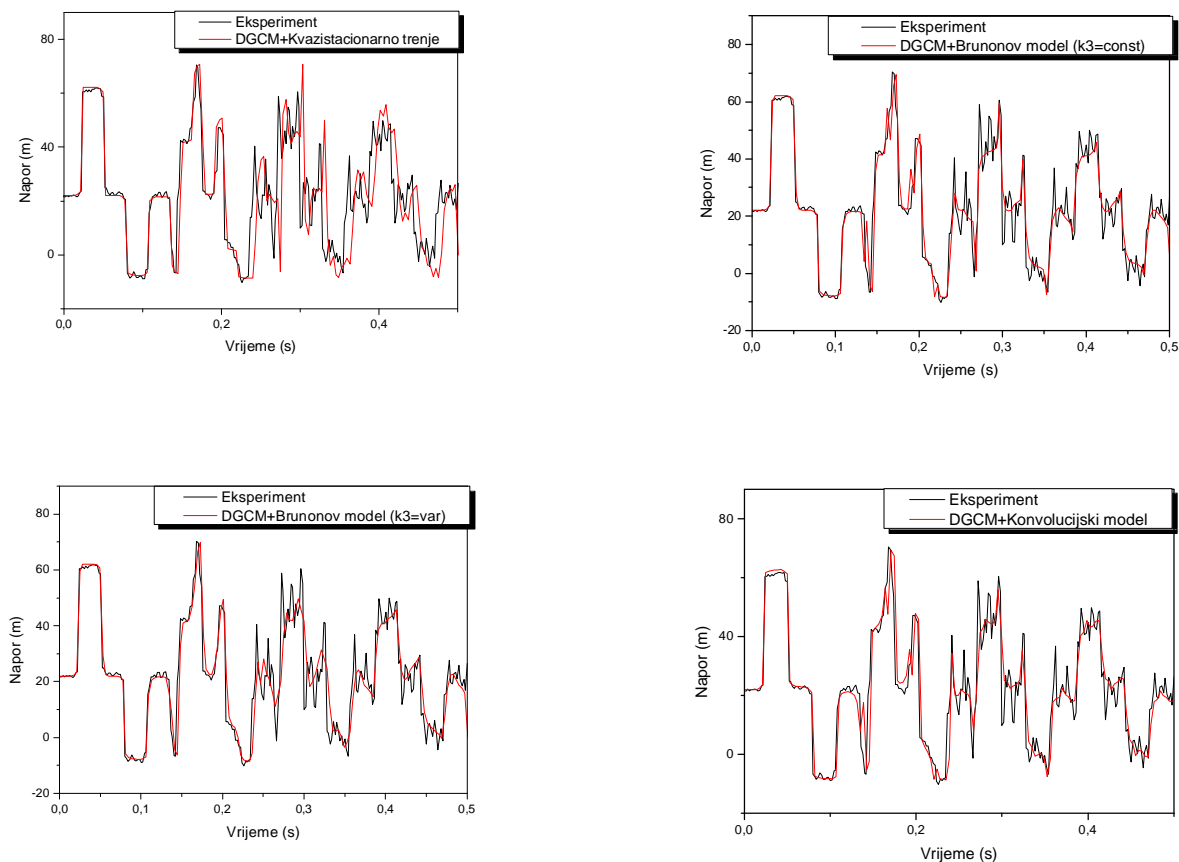 Eksperiment
DGCM+Kvazistacionarno trenje
80
40
0
Napor (m)
0,0
0,2
0,4
Vrijeme (s)
Eksperiment
DGCM+Brunonov model (k3=const)
80
60
40
20
0
-20
Napor (m)
0,0
0,1
0,2
0,3
0,4
0,5
Vrijeme (s)
Eksperiment
DGCM+Brunonov model (k3=var)
80
60
40
20
0
-20
Napor (m)
0,0
0,1
0,2
0,3
0,4
0,5
Vrijeme (s)
Eksperiment
DGCM+Konvolucijski model
80
40
0
Napor (m)
0,0
0,2
0,4
Vrijeme (s)